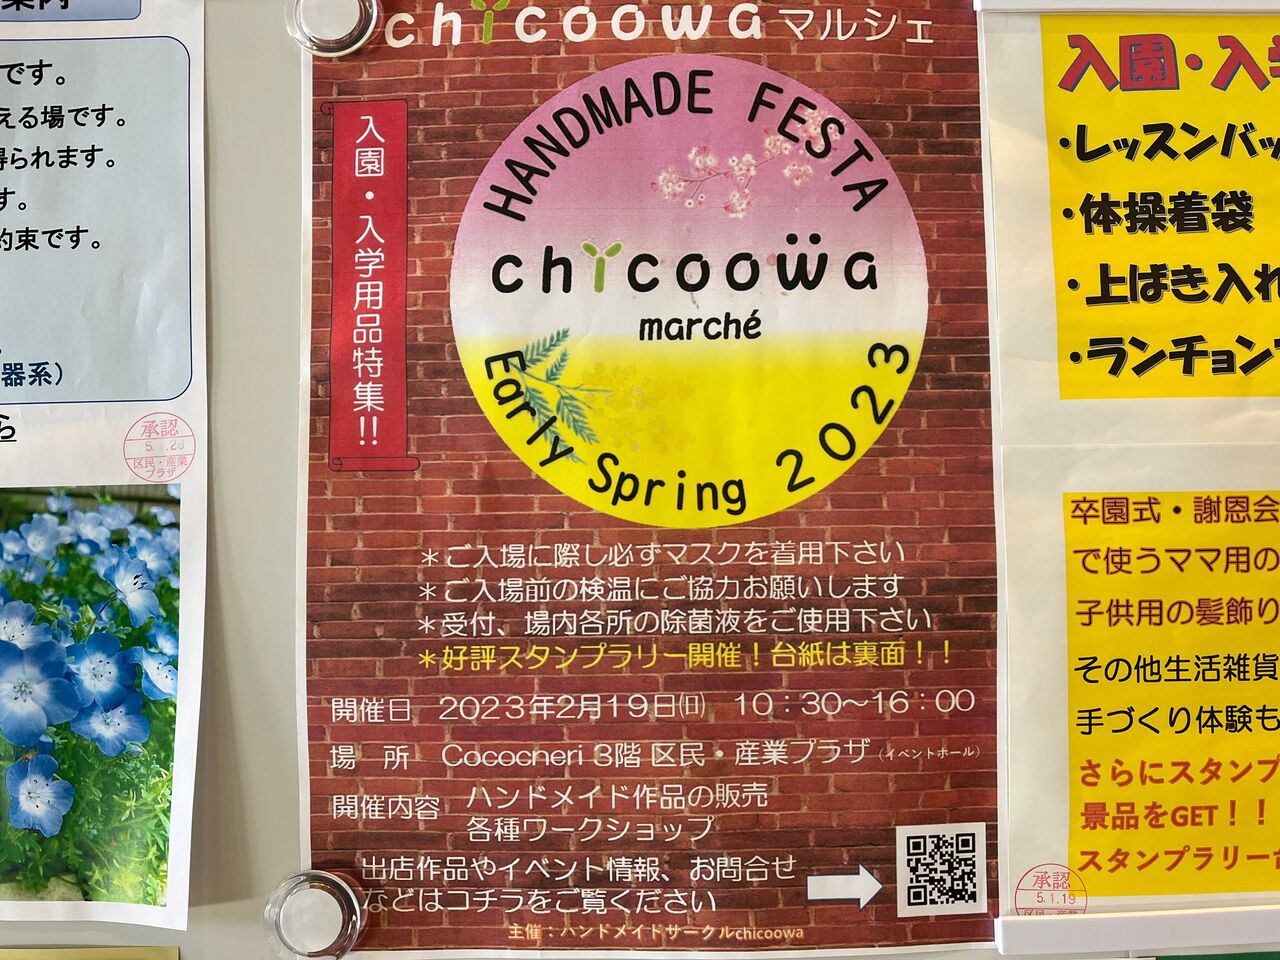 chicoowaマルシェ
入園・入学用品特集!!
HANDMADE FESTA
chicoowa
marché
Early Spring 2023
＊ご入場に際し必ずマスクを着用下さい
＊ご入場前の検温にご協力お願いします
＊受付、場内各所の除菌液をご使用下さい
＊好評スタンプラリー開催！台紙は裏面！！
開催日 2023年2月19日㈰ 10：30～16：00
場 所 Cococneri 3階 区民・産業プラザ（イベントホール）
開催内容 ハンドメイド作品の販売
各種ワークショップ
出店作品やイベント情報、お問合せ
などはコチラをご覧ください
主催：ハンドメイドサークルchicoowa
です。
える場です。
得られます。
す。
約束です。
器系）
ら
承認
5.1.28
区民・産業
プラザ
入園・入学
・レッスンバッ
・体操着袋
・上ばき入れ
・ランチョン
卒園式・謝恩会
で使うママ用の
子供用の髪飾り
その他生活雑貨
手づくり体験も
さらにスタンプ
景品をGET！！
スタンプラリー
承認
5.1.19
区民・産業